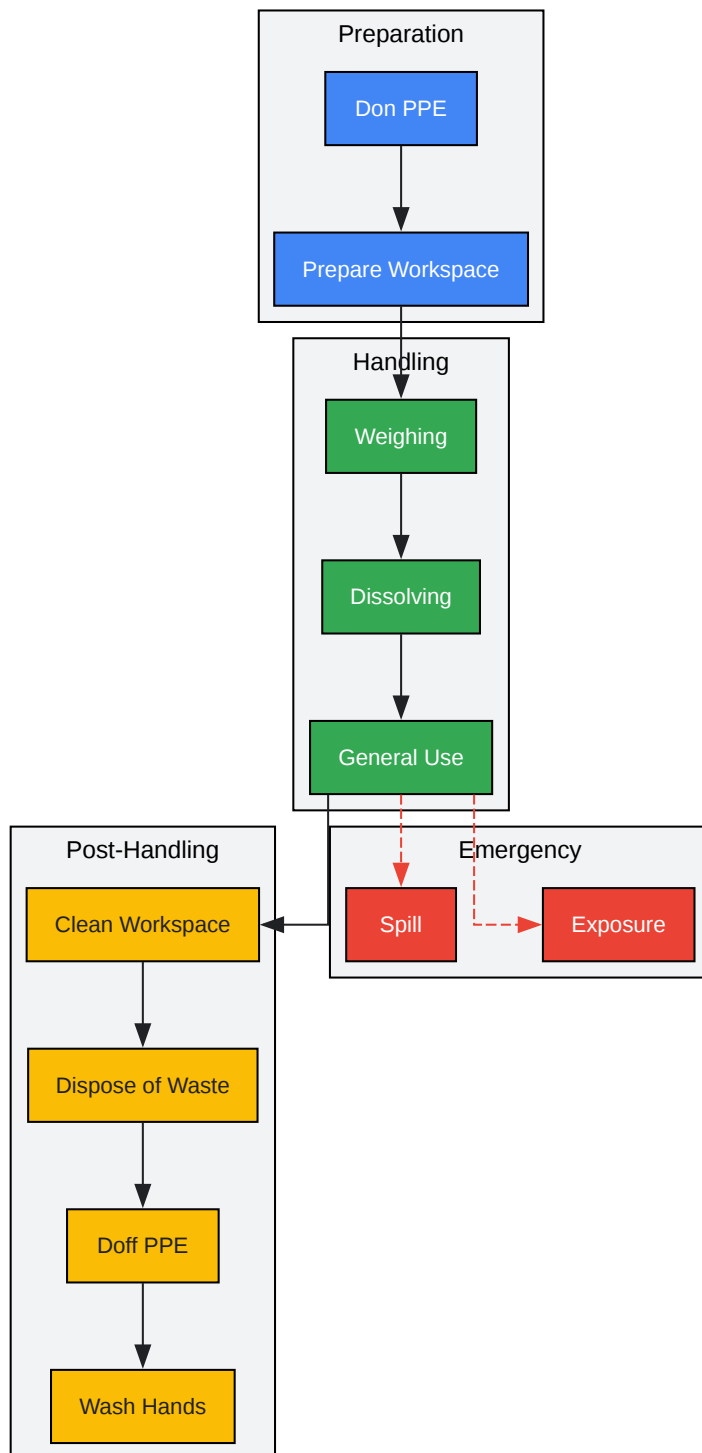 Preparation
Don PPE
Prepare Workspace
Handling
Weighing
Dissolving
General Use
Post-Handling
Emergency
Clean Workspace
Spill
Exposure
Dispose of Waste
Doff PPE
Wash Hands